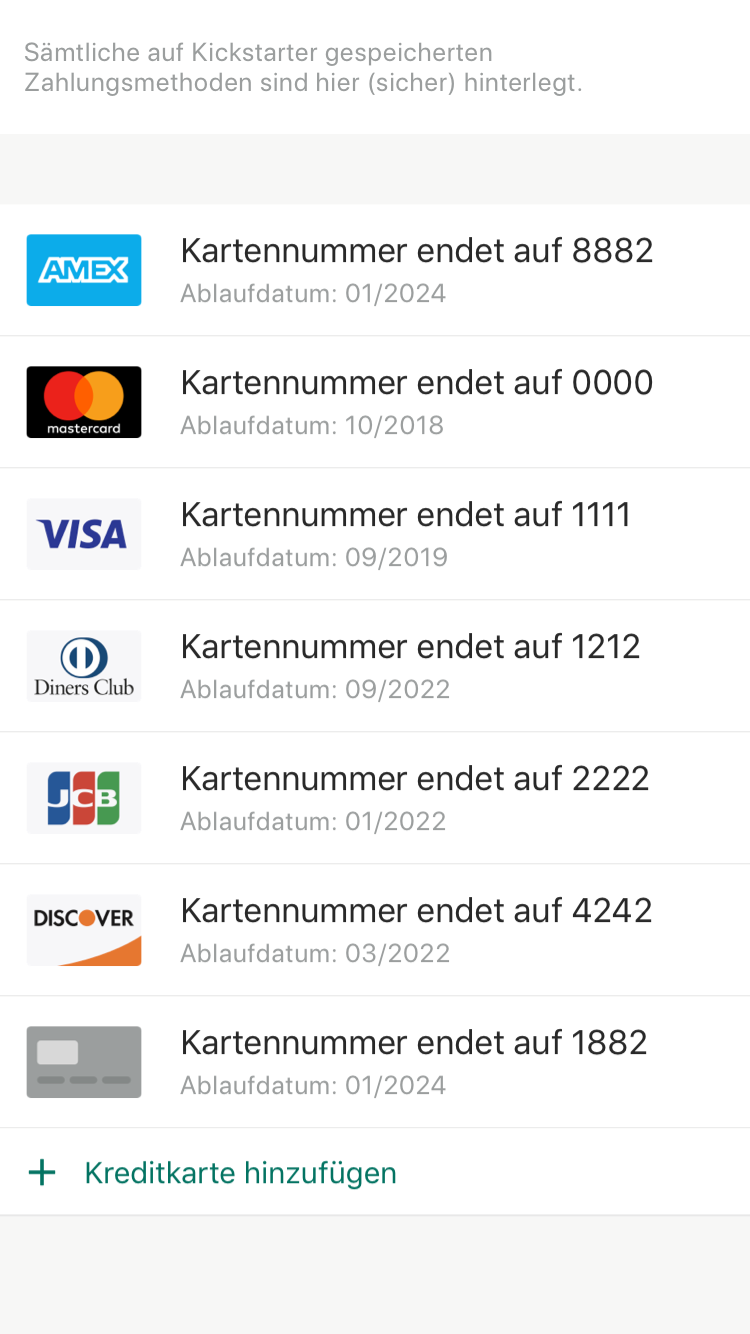 Sämtliche auf Kickstarter gespeicherten
Zahlungsmethoden sind hier (sicher) hinterlegt.
AMEX
Kartennummer endet auf 8882
Ablaufdatum: 01/2024
mastercard
Kartennummer endet auf 0000
Ablaufdatum: 10/2018
VISA
Kartennummer endet auf 1111
Ablaufdatum: 09/2019
Diners Club
Kartennummer endet auf 1212
Ablaufdatum: 09/2022
JCB
Kartennummer endet auf 2222
Ablaufdatum: 01/2022
DISCOVER
Kartennummer endet auf 4242
Ablaufdatum: 03/2022
Kartennummer endet auf 1882
Ablaufdatum: 01/2024
+ Kreditkarte hinzufügen